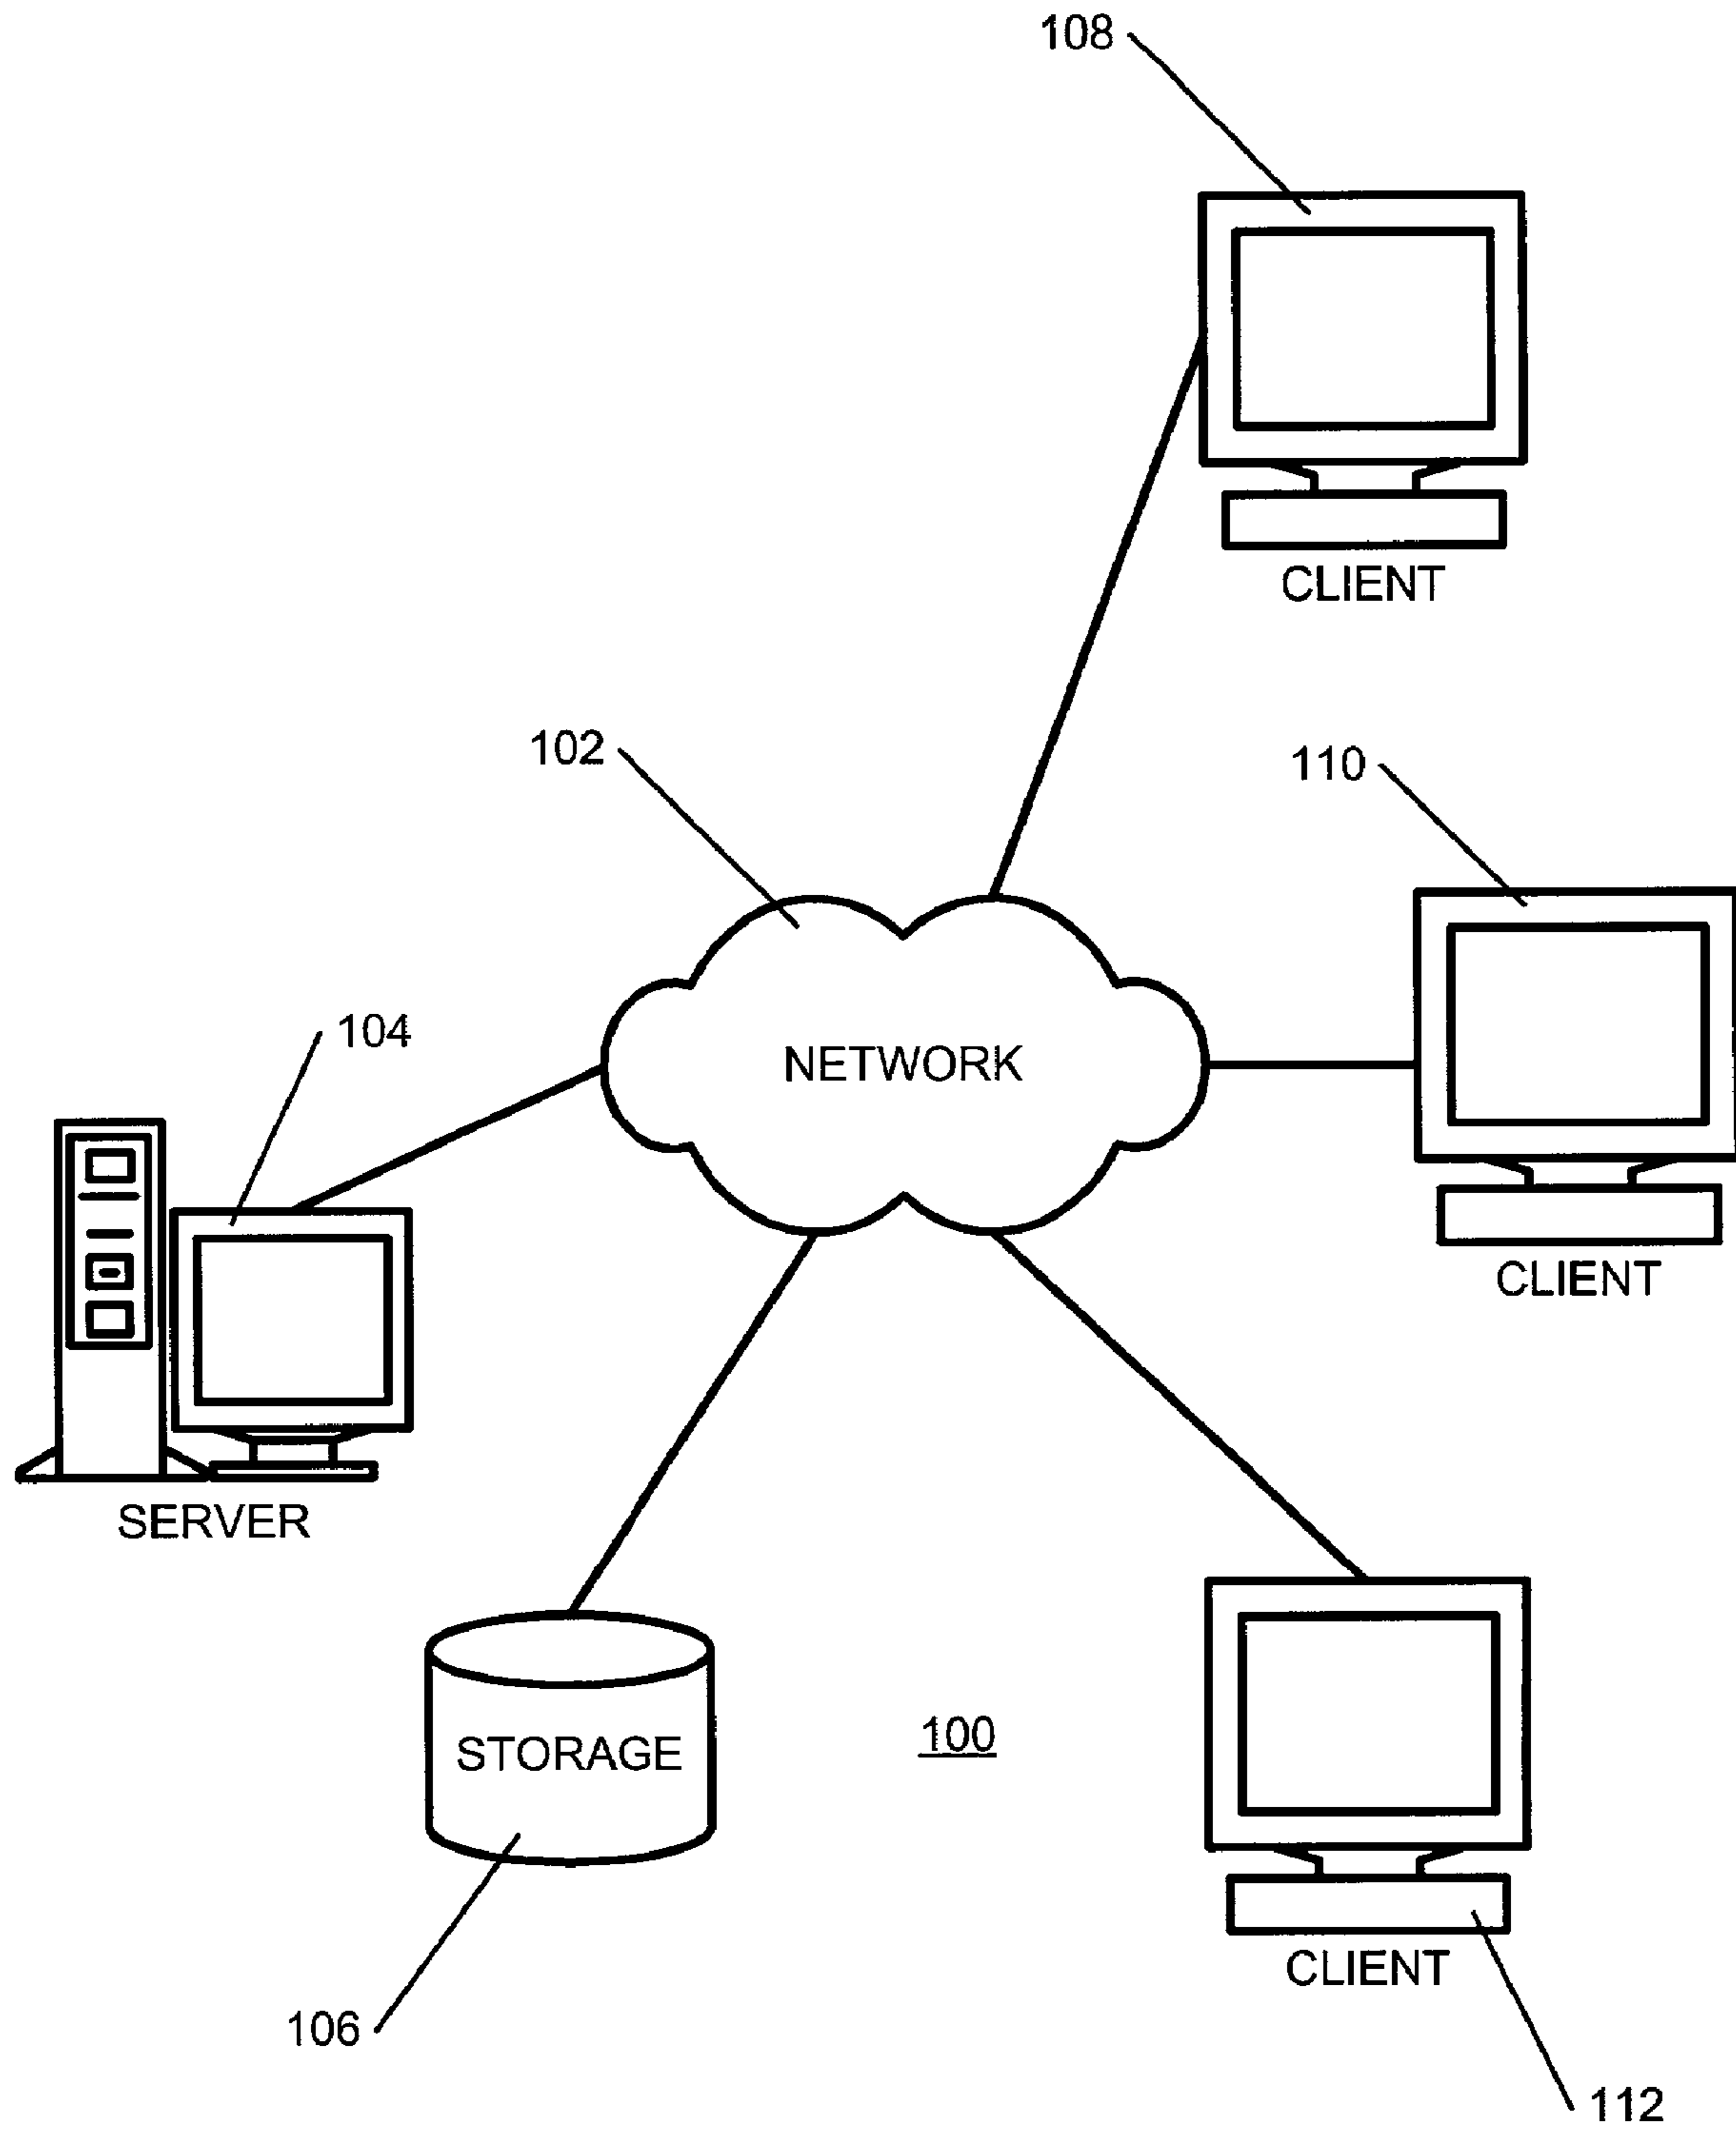 108
CLIENT
102
110
104
NETWORK
CLIENT
SERVER
STORAGE
100
CLIENT
106
112